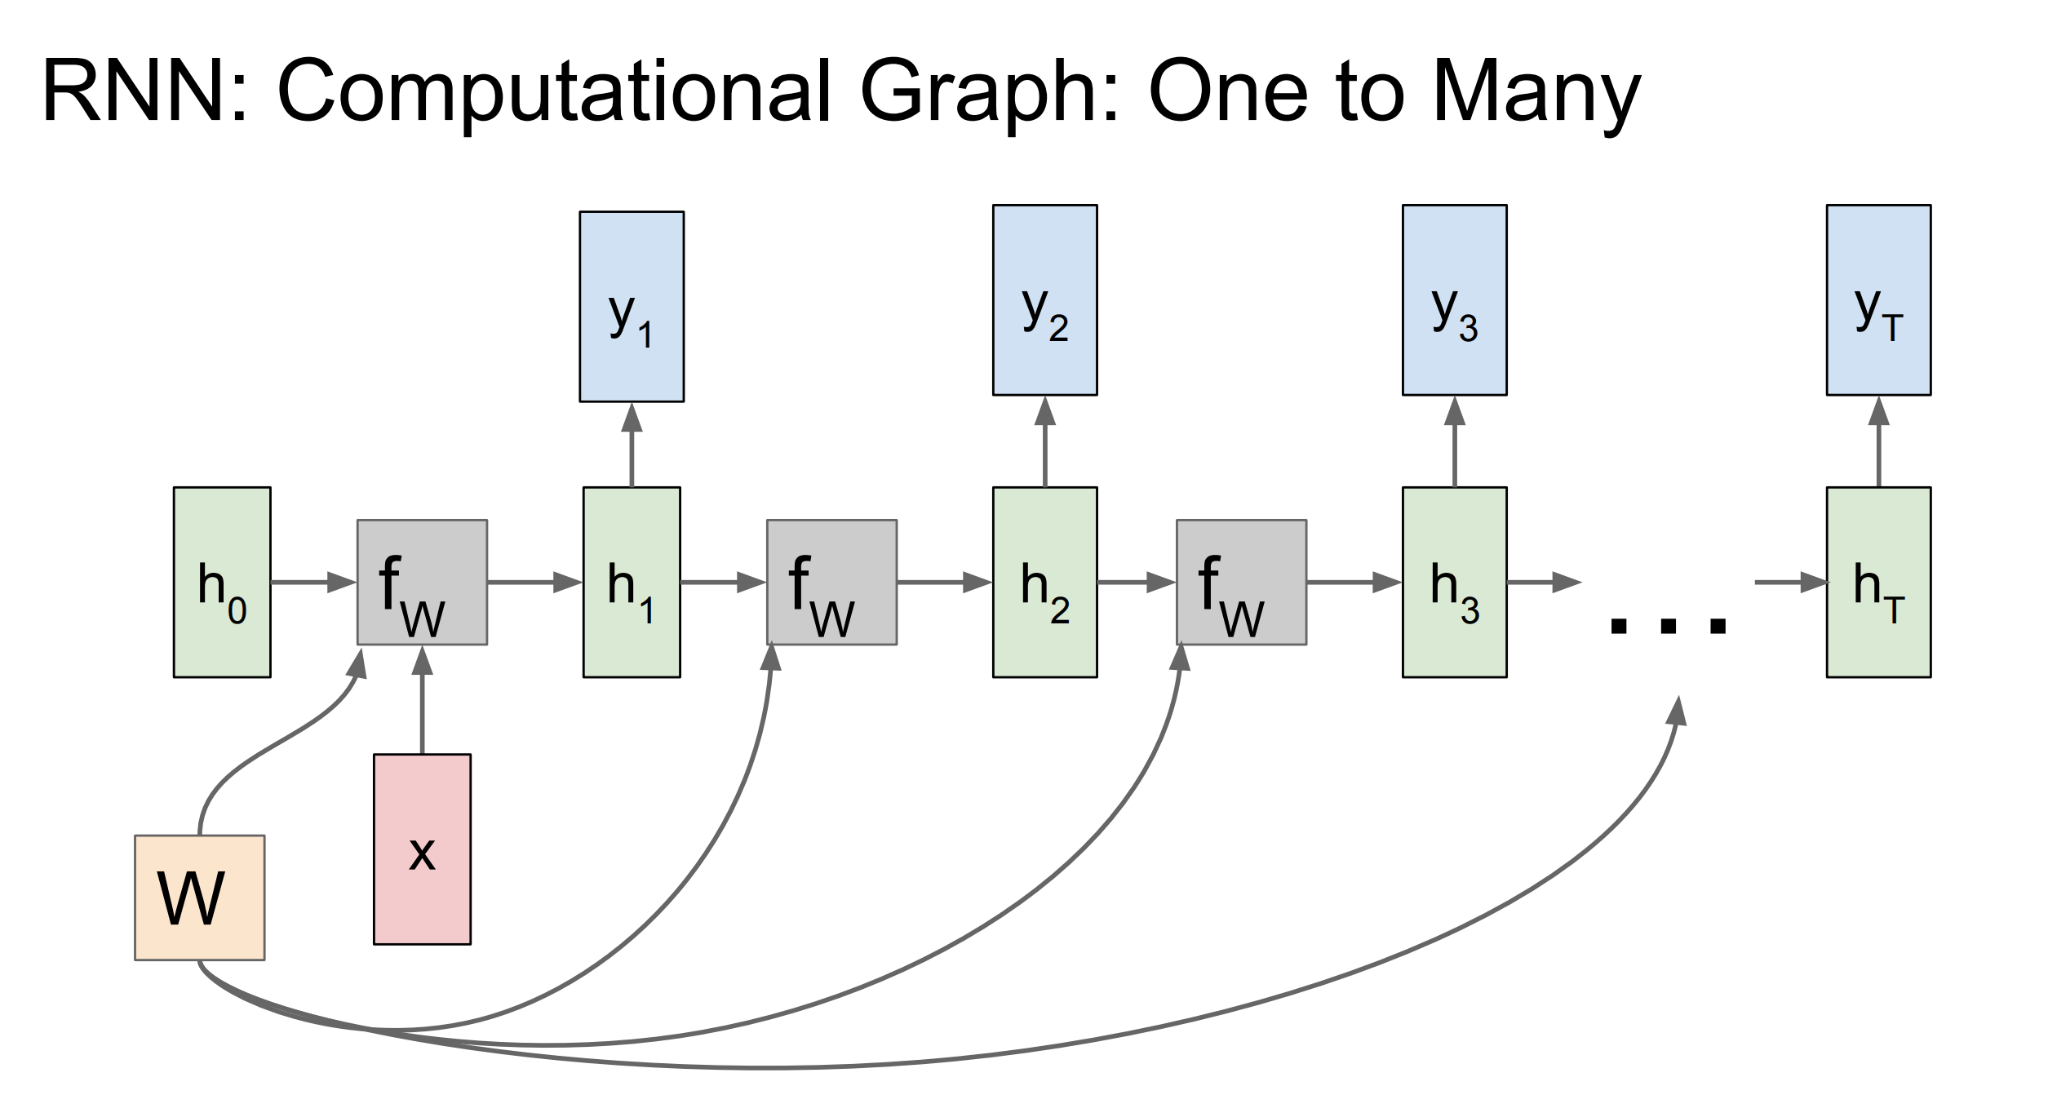 RNN: Computational Graph: One to Many
y1 y2 y3 yT
h0 fW h1 fW h2 fW h3 ... hT
x
W